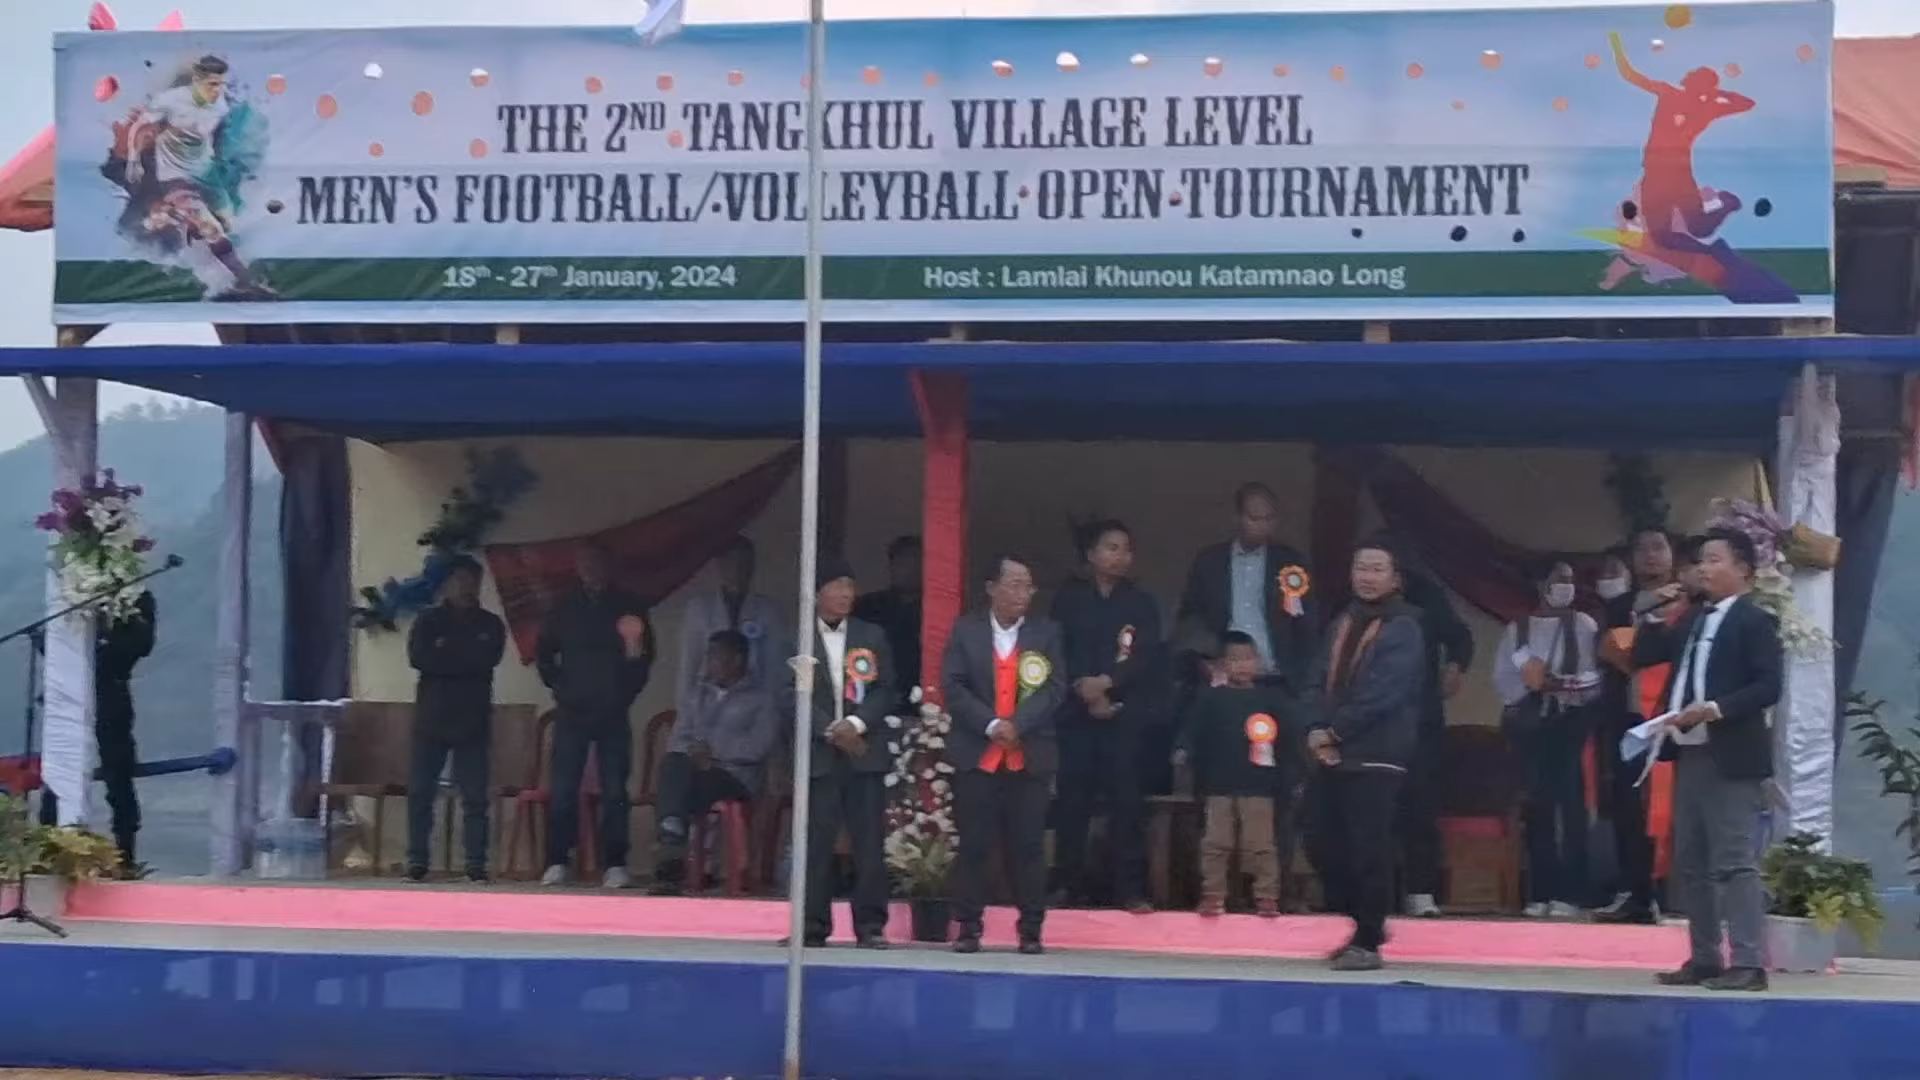 THE 2ND TANGKHUL VILLAGE LEVEL
MEN'S FOOTBALL/VOLLEYBALL OPEN TOURNAMENT
18th - 27th January, 2024
Host : Lamlai Khunou Katamnao Long